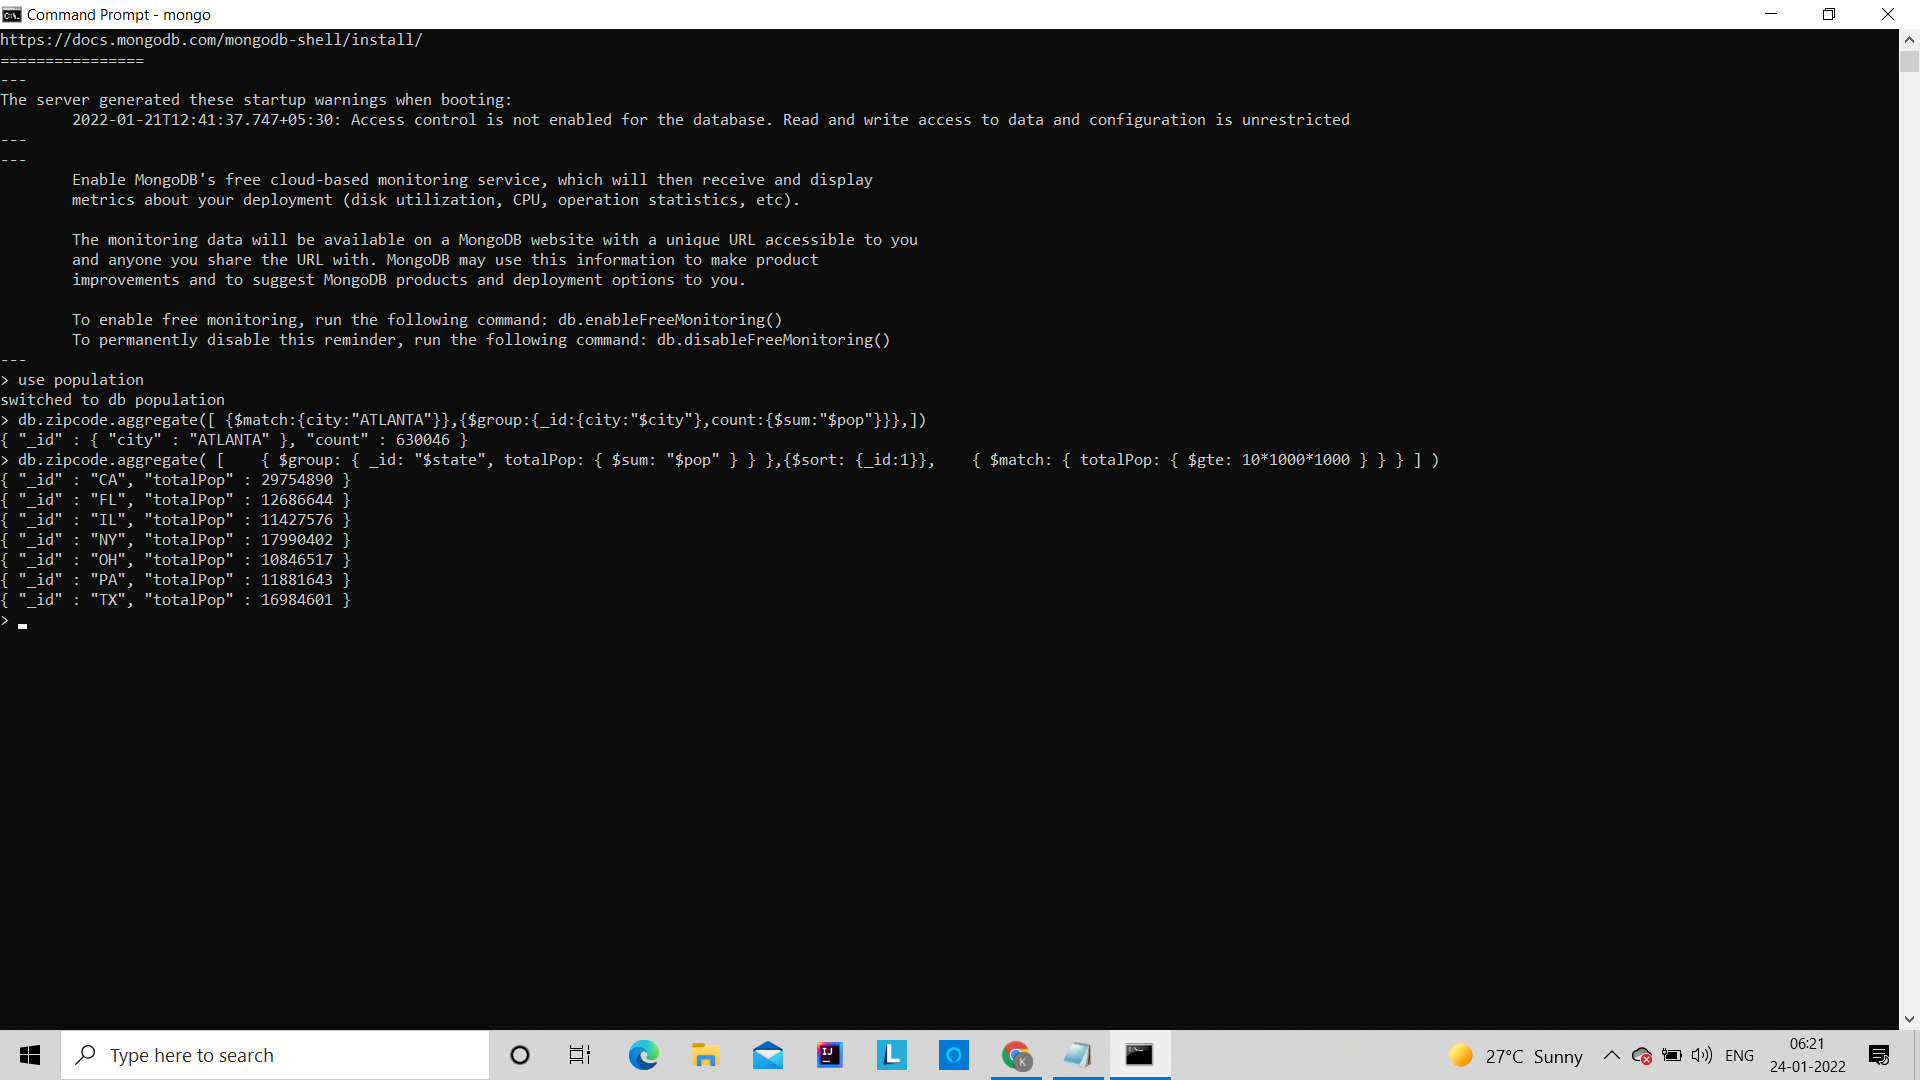 Command Prompt - mongo
https://docs.mongodb.com/mongodb-shell/install/
================
---
The server generated these startup warnings when booting:
        2022-01-21T12:41:37.747+05:30: Access control is not enabled for the database. Read and write access to data and configuration is unrestricted
---
---
        Enable MongoDB's free cloud-based monitoring service, which will then receive and display
        metrics about your deployment (disk utilization, CPU, operation statistics, etc).

        The monitoring data will be available on a MongoDB website with a unique URL accessible to you
        and anyone you share the URL with. MongoDB may use this information to make product
        improvements and to suggest MongoDB products and deployment options to you.

        To enable free monitoring, run the following command: db.enableFreeMonitoring()
        To permanently disable this reminder, run the following command: db.disableFreeMonitoring()
---
> use population
switched to db population
> db.zipcode.aggregate([ {$match:{city:"ATLANTA"}},{$group:{_id:{city:"$city"},count:{$sum:"$pop"}}},])
{ "_id" : { "city" : "ATLANTA" }, "count" : 630046 }
> db.zipcode.aggregate( [    { $group: { _id: "$state", totalPop: { $sum: "$pop" } } },{$sort: {_id:1}},    { $match: { totalPop: { $gte: 10*1000*1000 } } } ] )
{ "_id" : "CA", "totalPop" : 29754890 }
{ "_id" : "FL", "totalPop" : 12686644 }
{ "_id" : "IL", "totalPop" : 11427576 }
{ "_id" : "NY", "totalPop" : 17990402 }
{ "_id" : "OH", "totalPop" : 10846517 }
{ "_id" : "PA", "totalPop" : 11881643 }
{ "_id" : "TX", "totalPop" : 16984601 }
>
Type here to search
IJ
L
K
27°C Sunny
ENG
06:21
24-01-2022